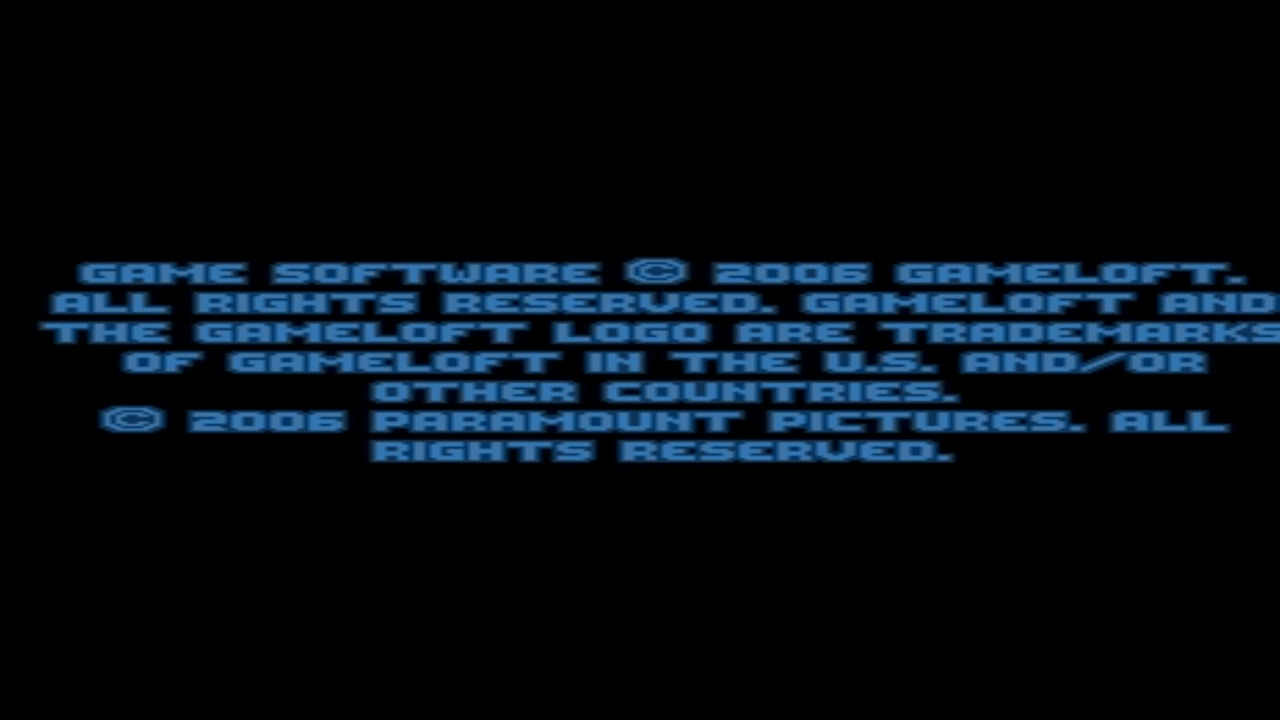 GAME SOFTWARE © 2006 GAMELOFT.
ALL RIGHTS RESERVED. GAMELOFT AND
THE GAMELOFT LOGO ARE TRADEMARKS
OF GAMELOFT IN THE U.S. AND/OR
OTHER COUNTRIES.
© 2006 PARAMOUNT PICTURES. ALL
RIGHTS RESERVED.